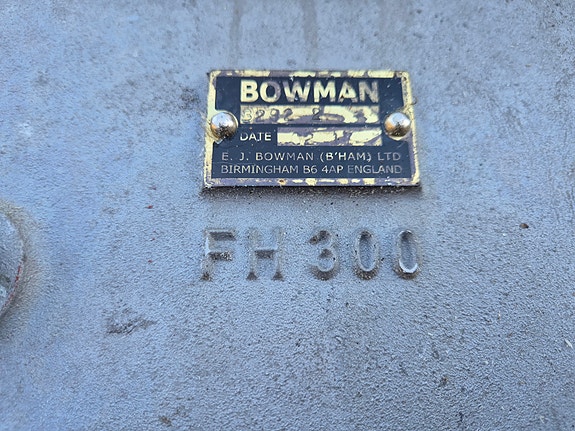 BOWMAN
DATE
E. J. BOWMAN (B'HAM) LTD
BIRMINGHAM B6 4AP ENGLAND
FH 300